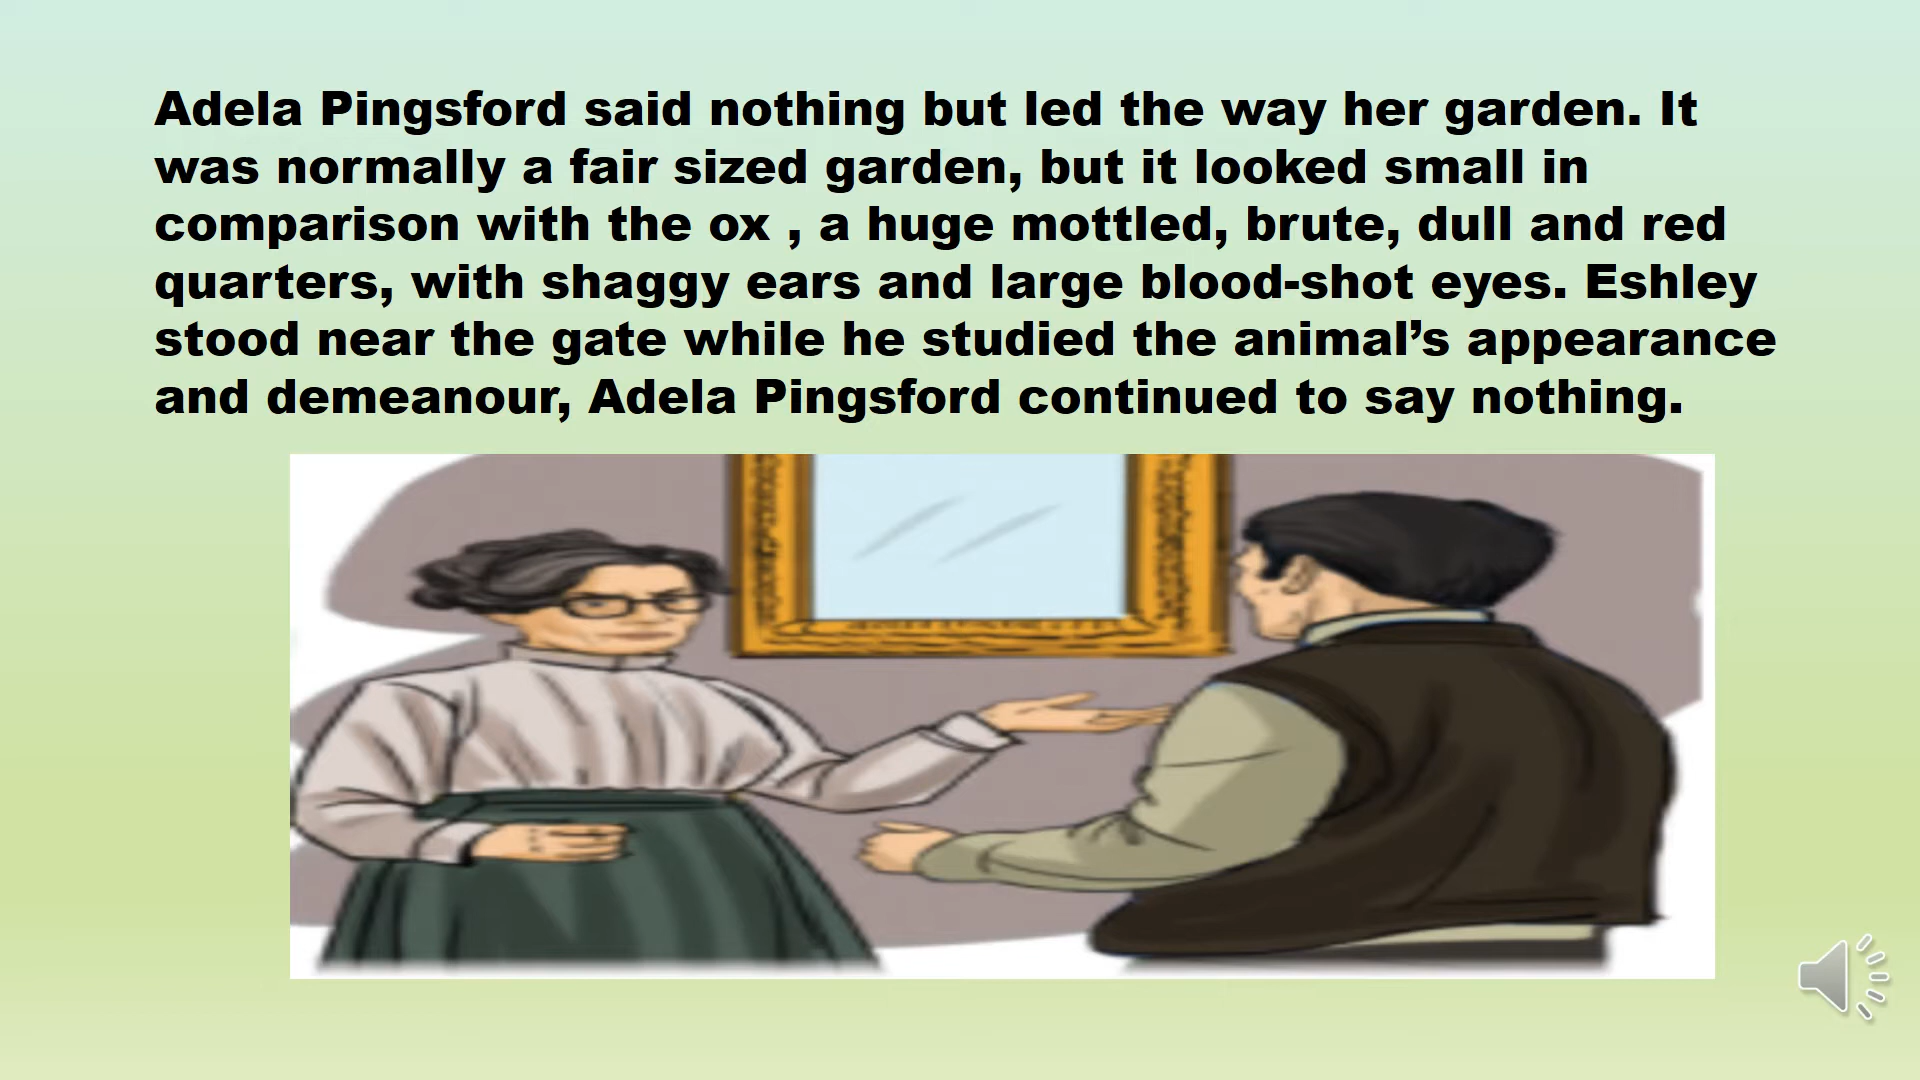 Adela Pingsford said nothing but led the way her garden. It
was normally a fair sized garden, but it looked small in
comparison with the ox , a huge mottled, brute, dull and red
quarters, with shaggy ears and large blood-shot eyes. Eshley
stood near the gate while he studied the animal’s appearance
and demeanour, Adela Pingsford continued to say nothing.